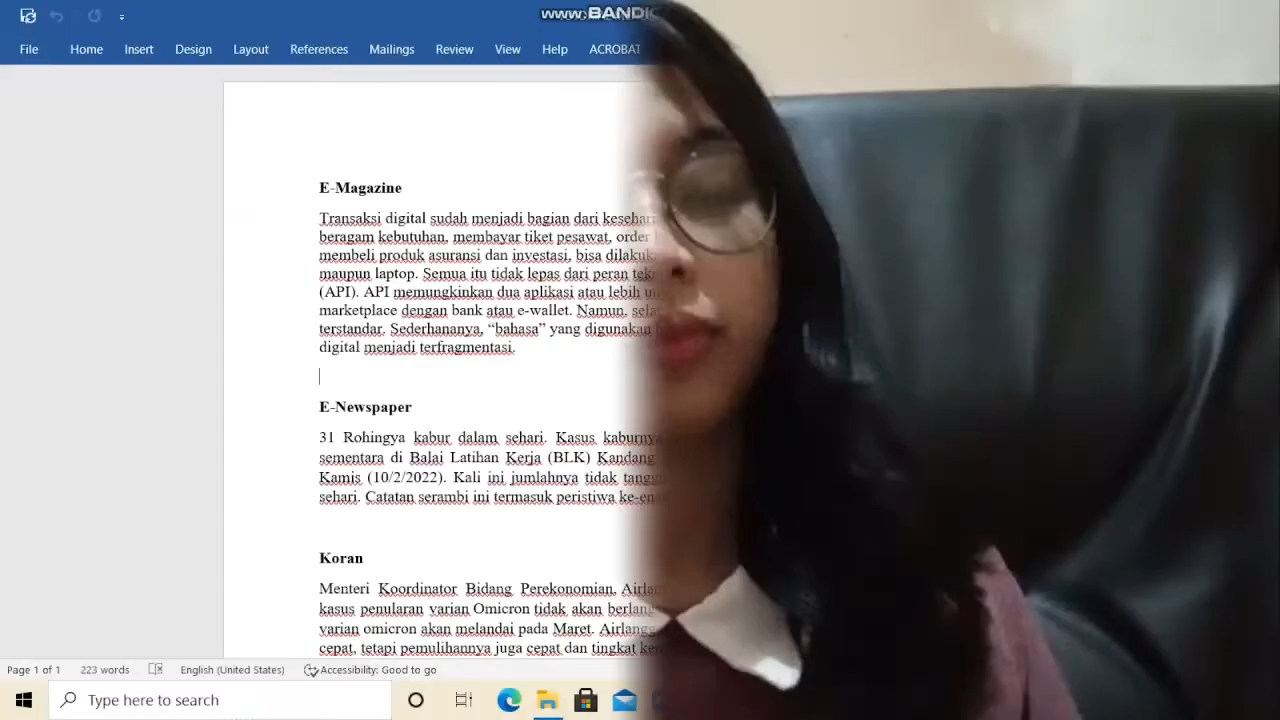 www.BANDIC
File Home Insert Design Layout References Mailings Review View Help ACROBAT
E-Magazine
Transaksi digital sudah menjadi bagian dari kesehari
beragam kebutuhan, membayar tiket pesawat, order
membeli produk asuransi dan investasi, bisa dilakuk
maupun laptop. Semua itu tidak lepas dari peran tek
(API). API memungkinkan dua aplikasi atau lebih un
marketplace dengan bank atau e-wallet. Namun, sela
terstandar. Sederhananya, “bahasa” yang digunakan
digital menjadi terfragmentasi.
E-Newspaper
31 Rohingya kabur dalam sehari. Kasus kaburnya
sementara di Balai Latihan Kerja (BLK) Kandang
Kamis (10/2/2022). Kali ini jumlahnya tidak tangg
sehari. Catatan serambi ini termasuk peristiwa ke-en
Koran
Menteri Koordinator Bidang Perekonomian, Airlan
kasus penularan varian Omicron tidak akan berlang
varian omicron akan melandai pada Maret. Airlangg
cepat, tetapi pemulihannya juga cepat dan tingkat ke
Page 1 of 1 223 words English (United States) Accessibility: Good to go
Type here to search